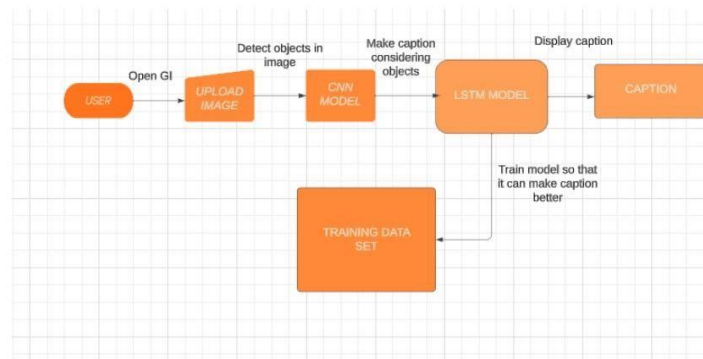 Open GI
Detect objects in
image
Make caption
considering
objects
Display caption
USER
UPLOAD
IMAGE
CNN
MODEL
LSTM MODEL
CAPTION
Train model so that
it can make caption
better
TRAINING DATA
SET